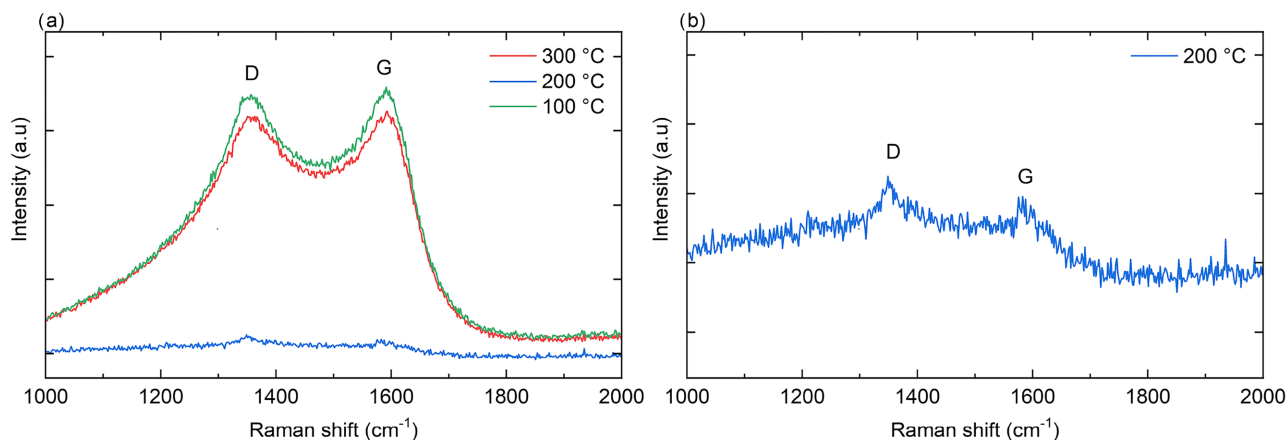 (a)
300 °C
200 °C
100 °C
D
G
Intensity (a.u)
1000 1200 1400 1600 1800 2000
Raman shift (cm⁻¹)
(b)
200 °C
D
G
Intensity (a.u)
1000 1200 1400 1600 1800 2000
Raman shift (cm⁻¹)